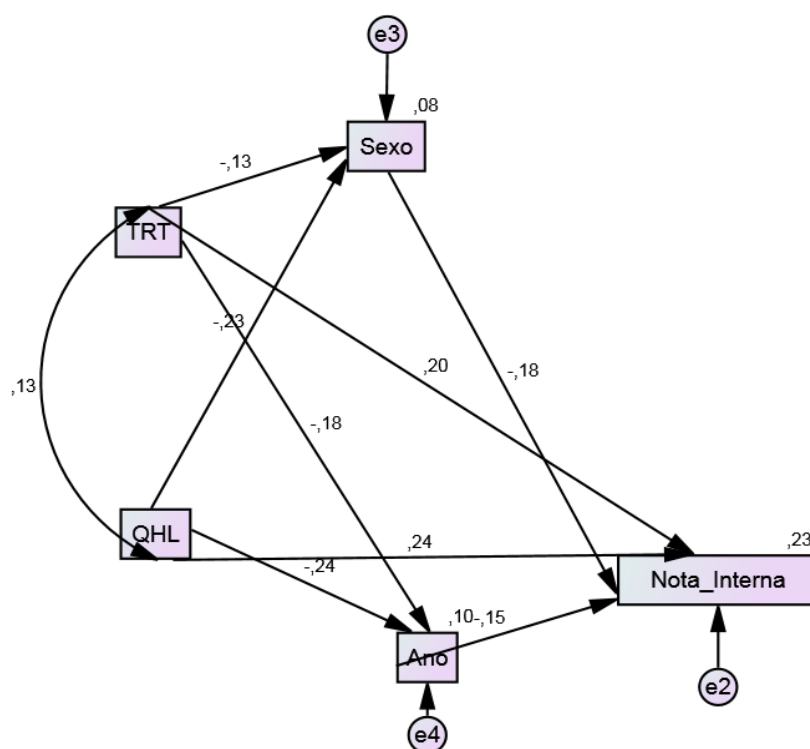 e3
,08
Sexo
-,13
TRT
-,23
,20
-,18
,13
-,18
QHL
,24
,23
-,24
Nota_Interna
,10
-,15
Ano
e2
e4